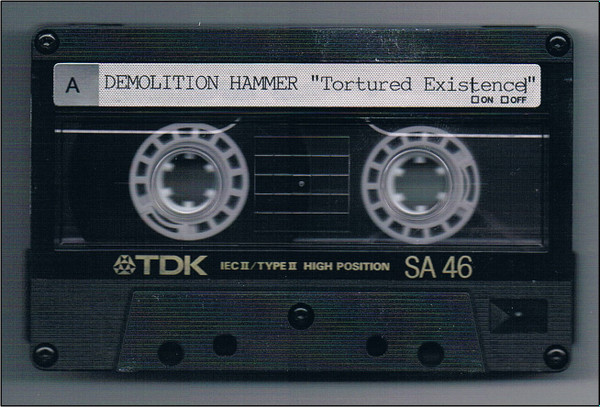 A DEMOLITION HAMMER "Tortured Existence"
ON OFF
TDK IEC II/TYPE II HIGH POSITION SA 46